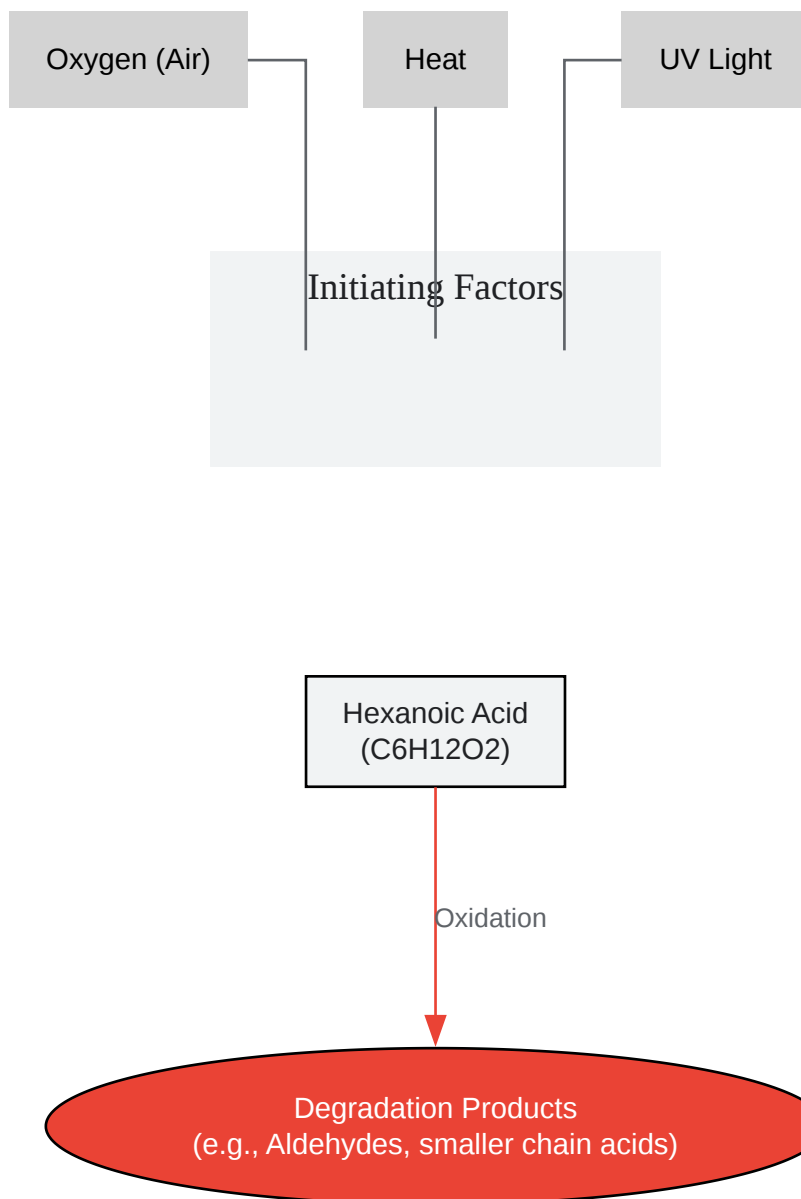 Oxygen (Air)
Heat
UV Light
Initiating Factors
Hexanoic Acid
(C6H12O2)
Oxidation
Degradation Products
(e.g., Aldehydes, smaller chain acids)